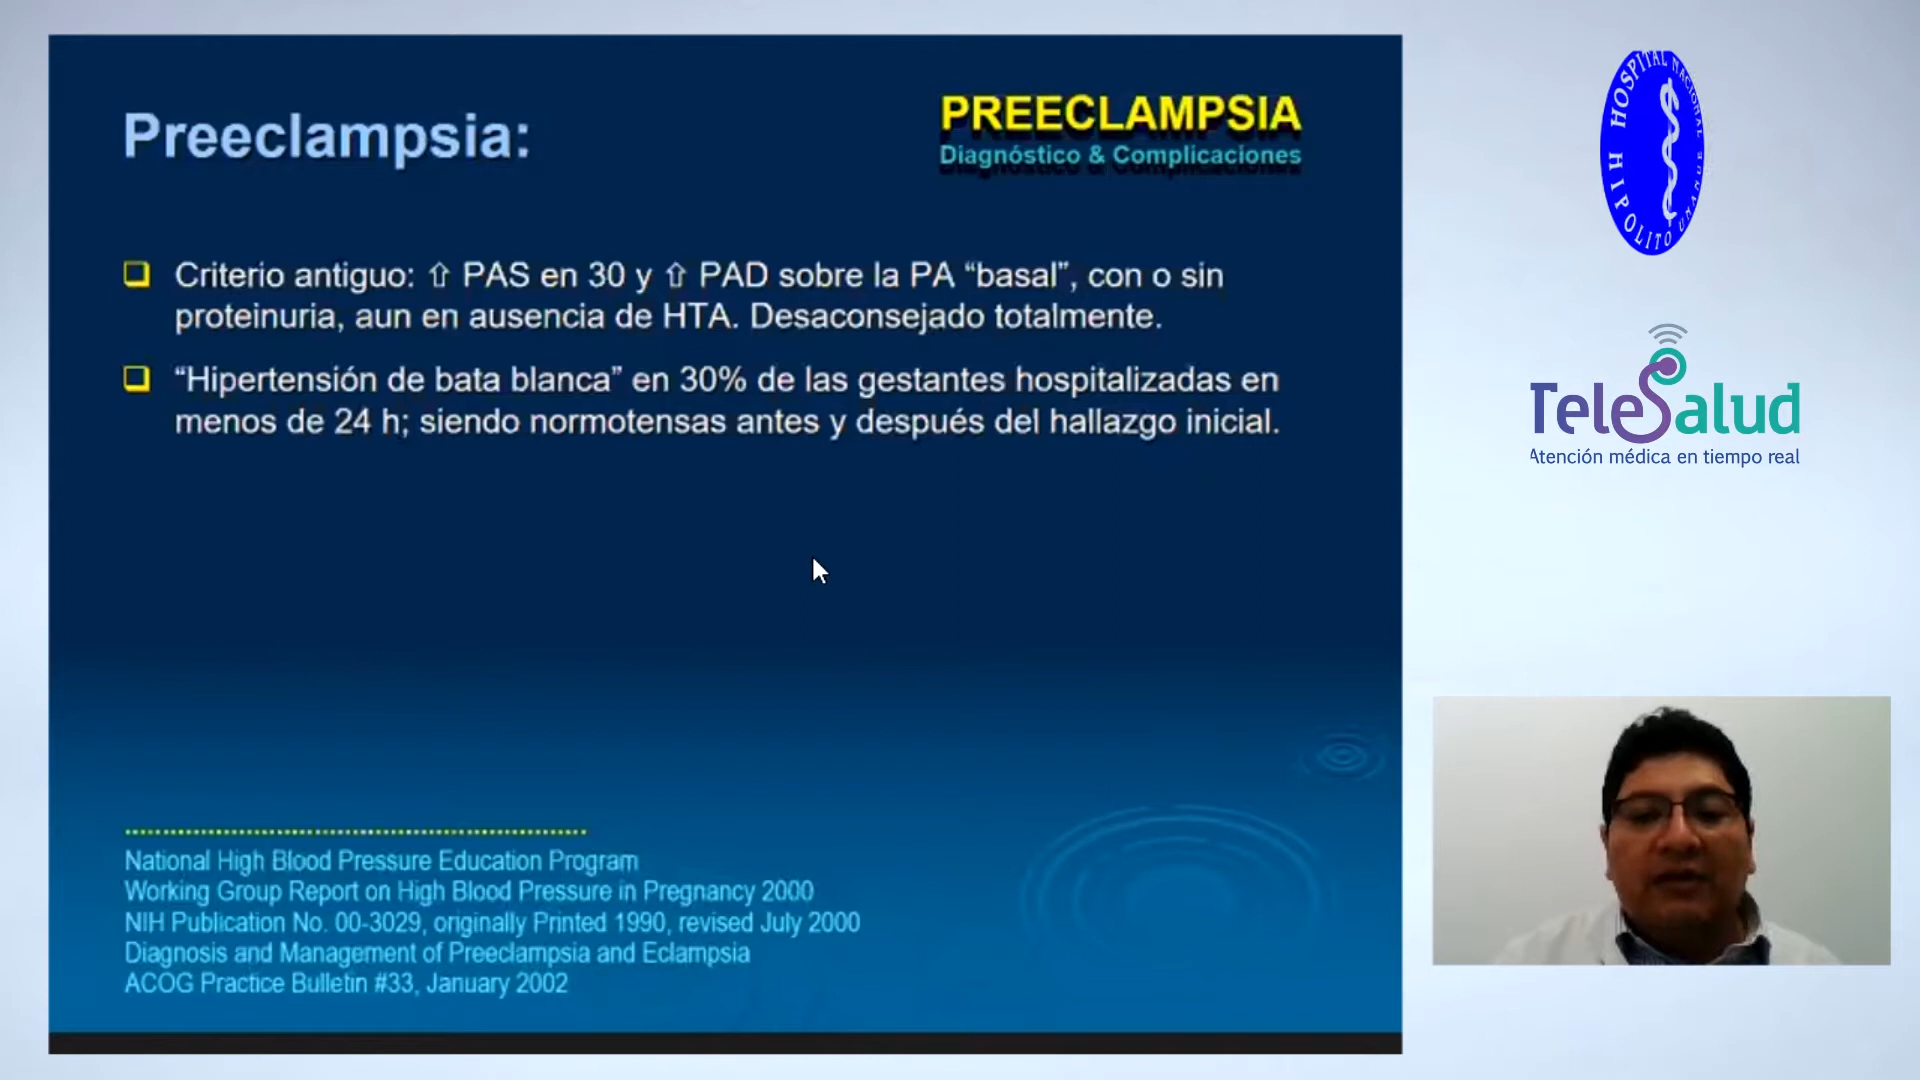 Preeclampsia:
PREECLAMPSIA
Diagnóstico & Complicaciones
❑ Criterio antiguo: ⇧ PAS en 30 y ⇧ PAD sobre la PA “basal”, con o sin
proteinuria, aun en ausencia de HTA. Desaconsejado totalmente.
❑ “Hipertensión de bata blanca” en 30% de las gestantes hospitalizadas en
menos de 24 h; siendo normotensas antes y después del hallazgo inicial.
National High Blood Pressure Education Program
Working Group Report on High Blood Pressure in Pregnancy 2000
NIH Publication No. 00-3029, originally Printed 1990, revised July 2000
Diagnosis and Management of Preeclampsia and Eclampsia
ACOG Practice Bulletin #33, January 2002
HOSPITAL NACIONAL
HIPOLITO UNANUE
TeleSalud
Atención médica en tiempo real